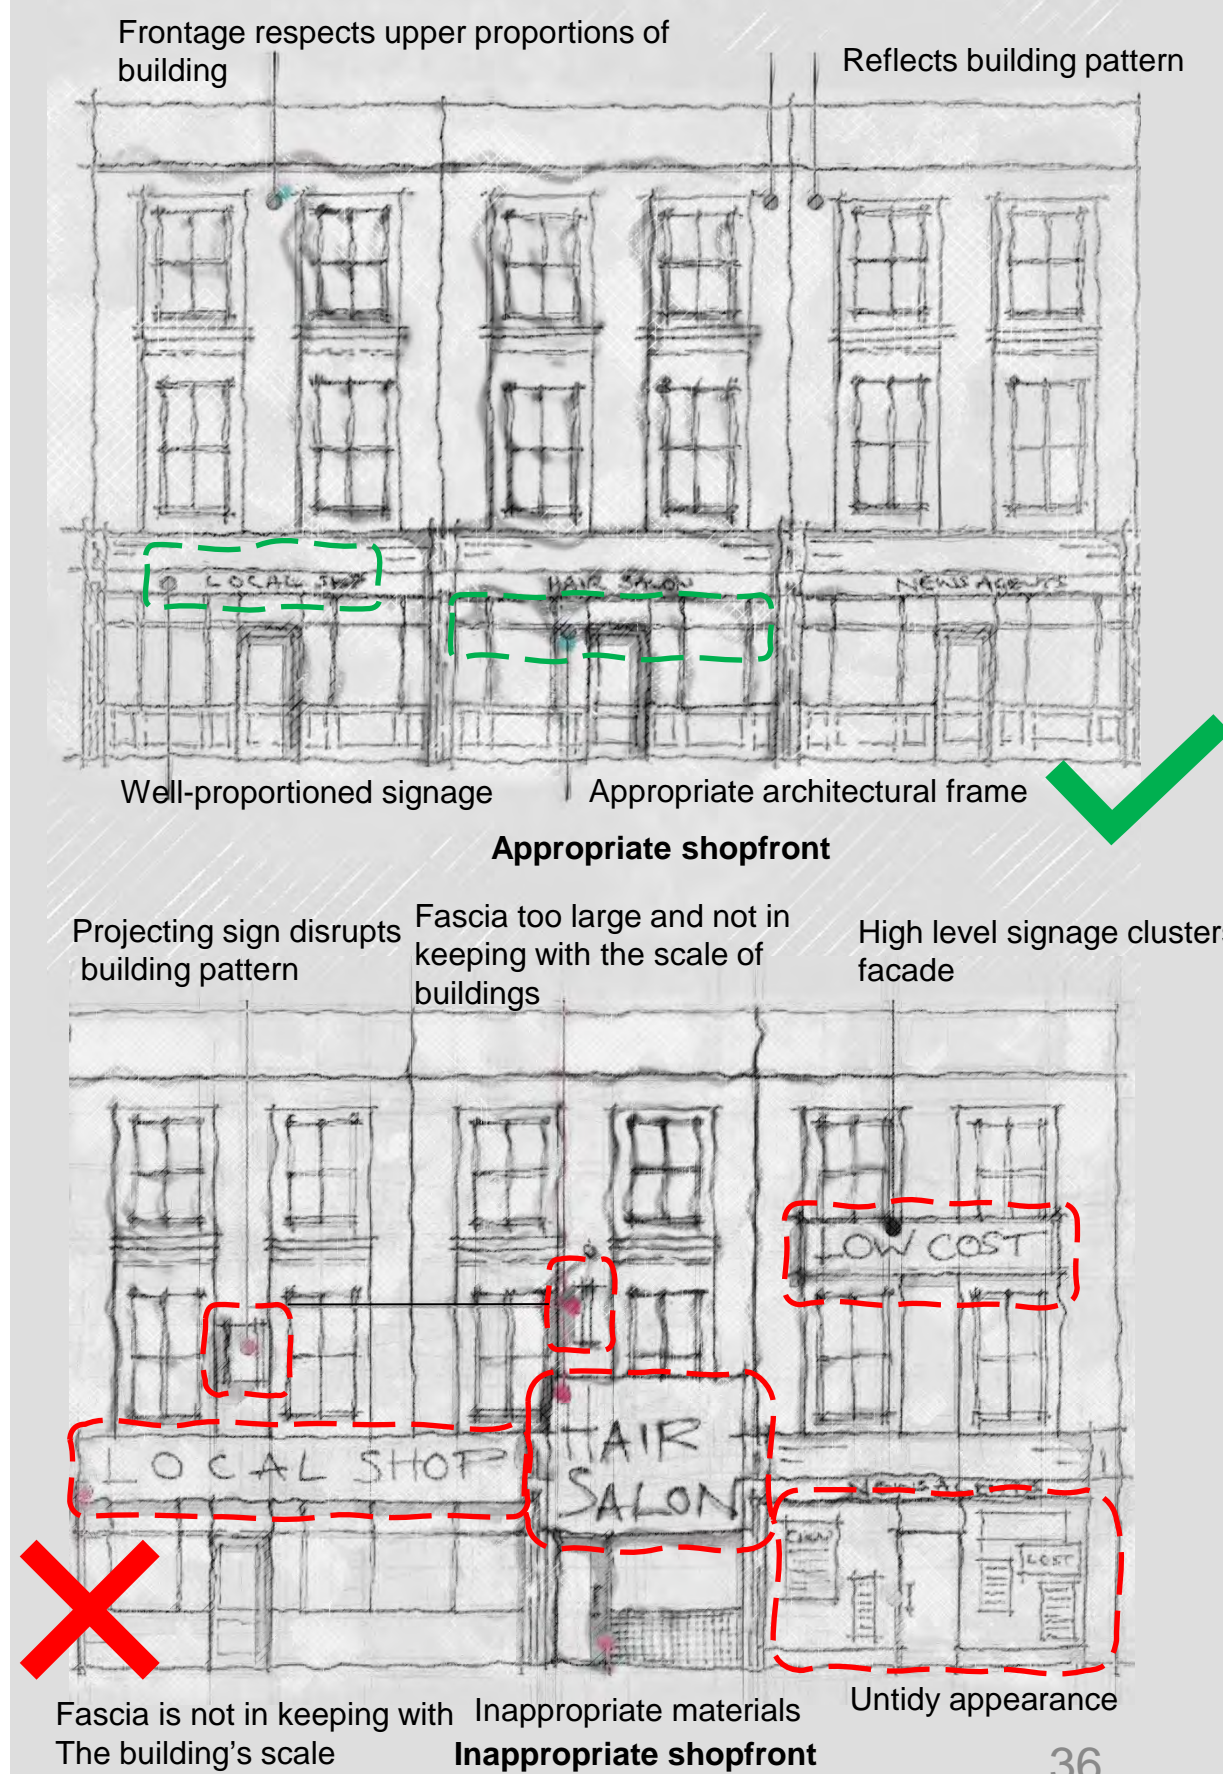 Frontage respects upper proportions of
building
Reflects building pattern
LOCAL SHOP
HAIR SALON
NEWSAGENTS
Well-proportioned signage
Appropriate architectural frame
Appropriate shopfront
Projecting sign disrupts
building pattern
Fascia too large and not in
keeping with the scale of
buildings
High level signage clusters
facade
LOW COST
LOCAL SHOP
HAIR
SALON
NEWSAGENTS
LOST
Fascia is not in keeping with
The building's scale
Inappropriate materials
Untidy appearance
Inappropriate shopfront
36